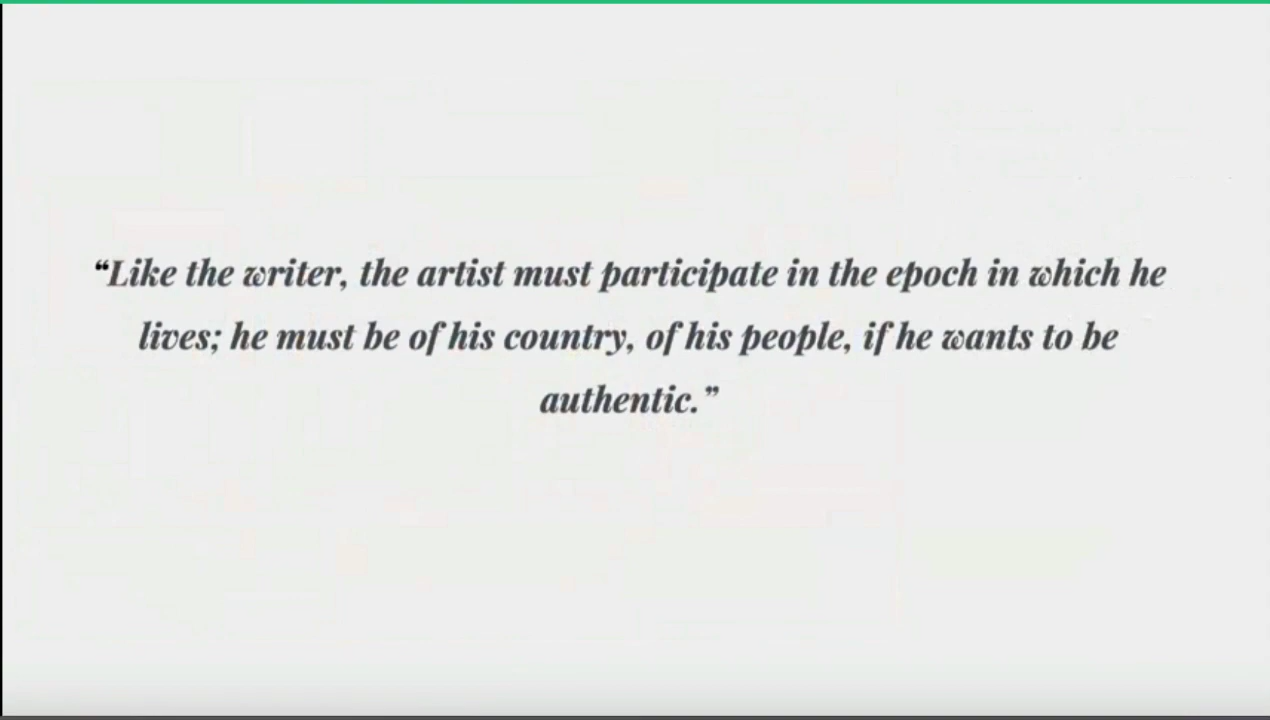 “Like the writer, the artist must participate in the epoch in which he
lives; he must be of his country, of his people, if he wants to be
authentic.”